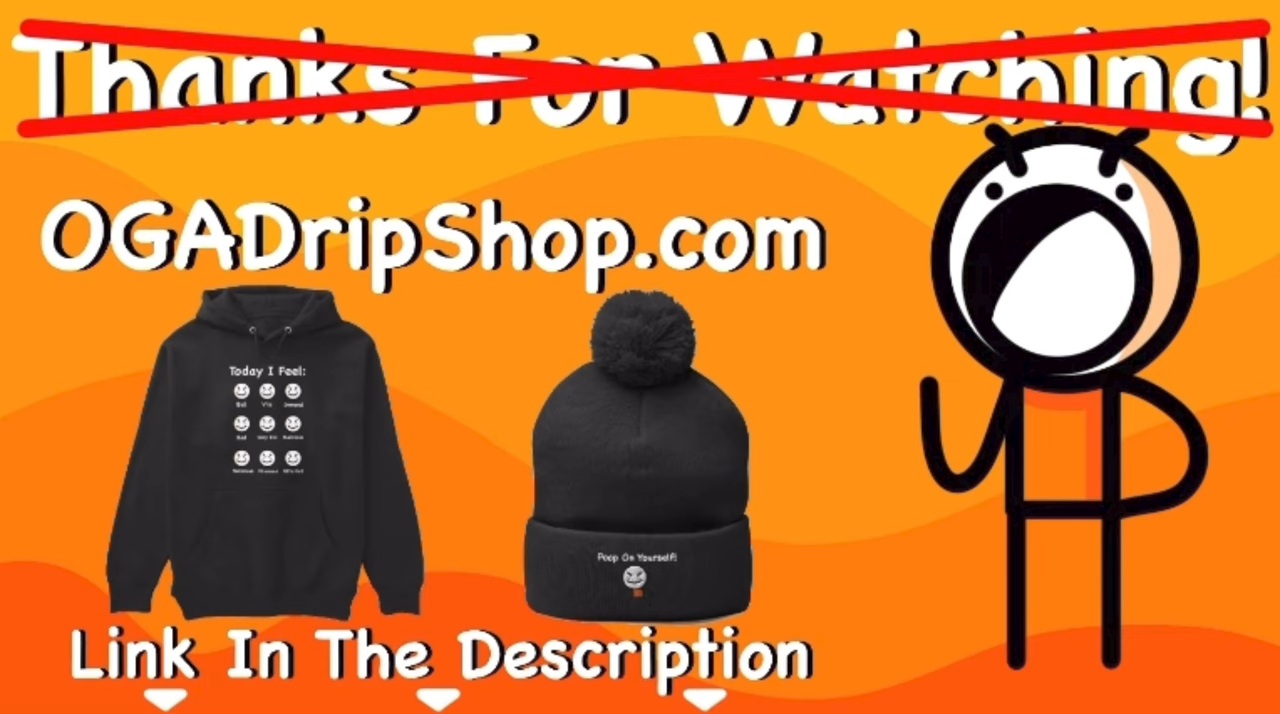 Thanks For Watching!
OGADripShop.com
Today I Feel:
Poop On Yourself!
Link In The Description